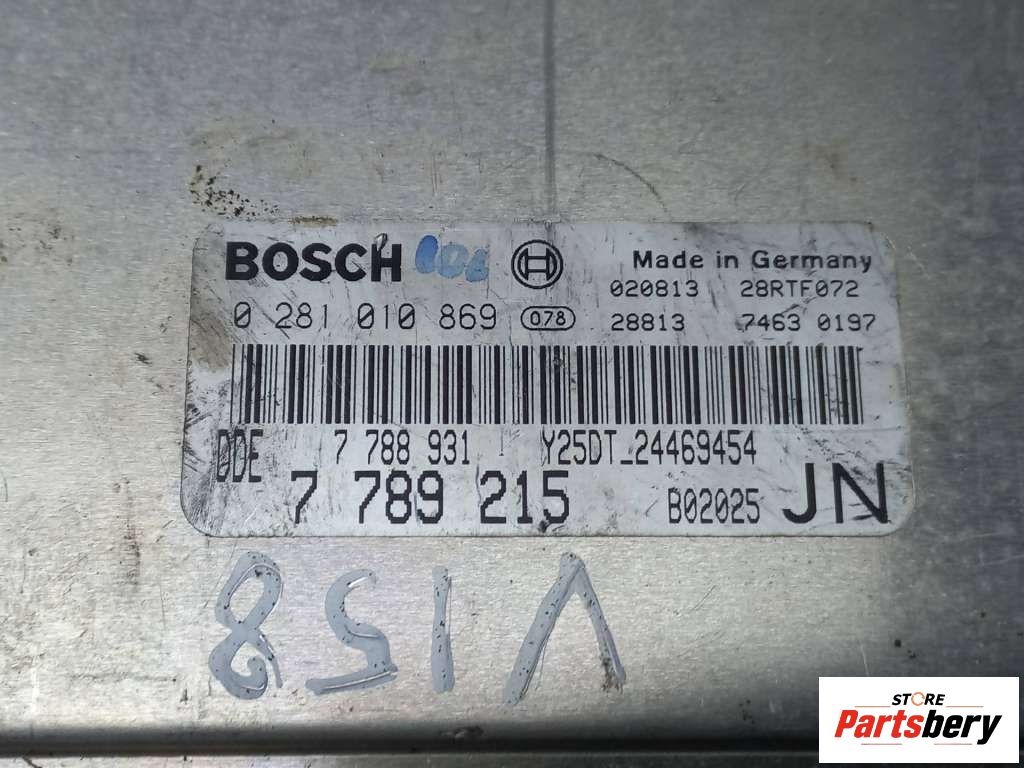 BOSCH
Made in Germany
020813 28RTF072
0 281 010 869 078 28813 7463 0197
DDE 7 788 931 Y25DT_24469454
7 789 215 B02025 JN
V158
STORE
Partsbery